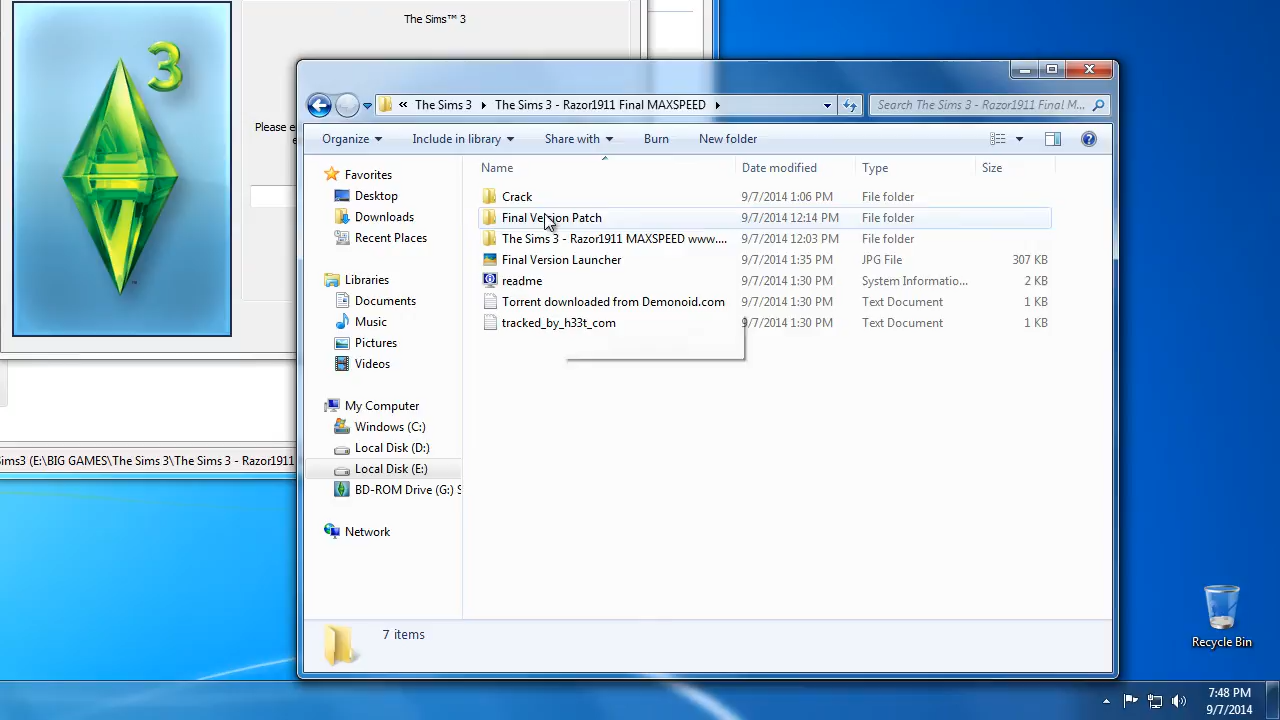 The Sims™ 3
3
Please e
« The Sims 3 ▸ The Sims 3 - Razor1911 Final MAXSPEED ▸
Search The Sims 3 - Razor1911 Final M...
Organize Include in library Share with Burn New folder
Name Date modified Type Size
Favorites
Desktop
Downloads
Recent Places
Libraries
Documents
Music
Pictures
Videos
My Computer
Windows (C:)
Local Disk (D:)
Local Disk (E:)
BD-ROM Drive (G:) S
Network
Crack 9/7/2014 1:06 PM File folder
Final Version Patch 9/7/2014 12:14 PM File folder
The Sims 3 - Razor1911 MAXSPEED www.... 9/7/2014 12:03 PM File folder
Final Version Launcher 9/7/2014 1:35 PM JPG File 307 KB
readme 9/7/2014 1:30 PM System Informatio... 2 KB
Torrent downloaded from Demonoid.com 9/7/2014 1:30 PM Text Document 1 KB
tracked_by_h33t_com 9/7/2014 1:30 PM Text Document 1 KB
ims3 (E:\BIG GAMES\The Sims 3\The Sims 3 - Razor1911
7 items
Recycle Bin
7:48 PM
9/7/2014